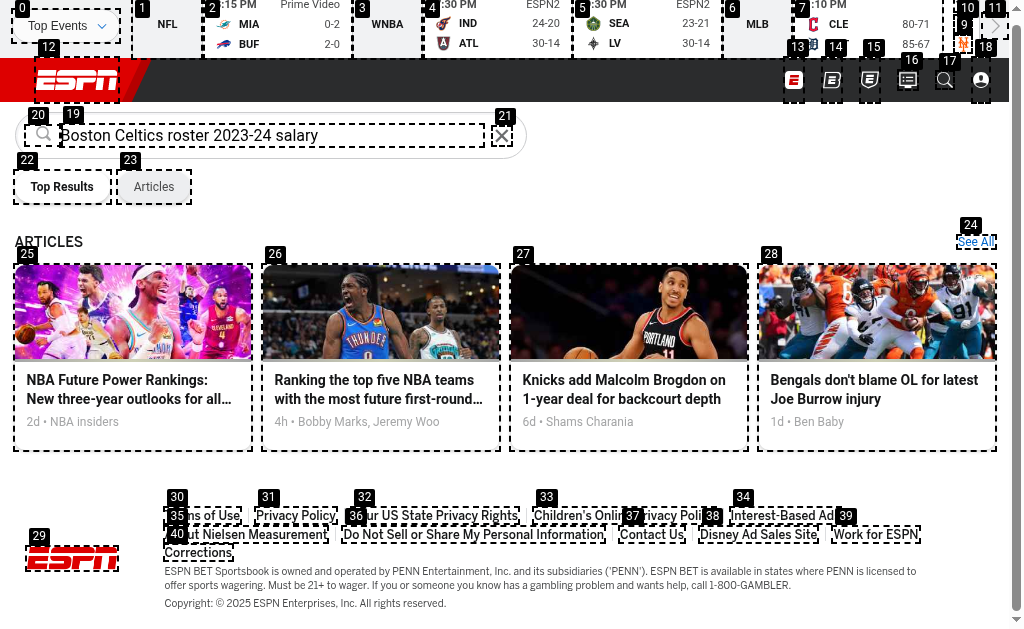 0
1
2
3
4
5
6
7
10
11
9
Top Events
NFL
:15 PM
Prime Video
MIA
0-2
BUF
2-0
WNBA
:30 PM
ESPN2
IND
24-20
ATL
30-14
:30 PM
ESPN2
SEA
23-21
LV
30-14
MLB
:10 PM
CLE
80-71
85-67
12
13
14
15
16
17
18
ESPN
20
19
21
Boston Celtics roster 2023-24 salary
22
23
Top Results
Articles
24
ARTICLES
See All
25
26
27
28
THUNDER
PORTLAND
11
NBA Future Power Rankings:
New three-year outlooks for all...
2d • NBA insiders
Ranking the top five NBA teams
with the most future first-round...
4h • Bobby Marks, Jeremy Woo
Knicks add Malcolm Brogdon on
1-year deal for backcourt depth
6d • Shams Charania
Bengals don't blame OL for latest
Joe Burrow injury
1d • Ben Baby
30
31
32
33
34
35
ms of Use
Privacy Policy
36
ur US State Privacy Rights
Children's Onlin
37
rivacy Poli
38
Interest-Based Ad
39
29
ESPN
40
ut Nielsen Measurement
Do Not Sell or Share My Personal Information
Contact Us
Disney Ad Sales Site
Work for ESPN
Corrections
ESPN BET Sportsbook is owned and operated by PENN Entertainment, Inc. and its subsidiaries ('PENN'). ESPN BET is available in states where PENN is licensed to
offer sports wagering. Must be 21+ to wager. If you or someone you know has a gambling problem and wants help, call 1-800-GAMBLER.
Copyright: © 2025 ESPN Enterprises, Inc. All rights reserved.